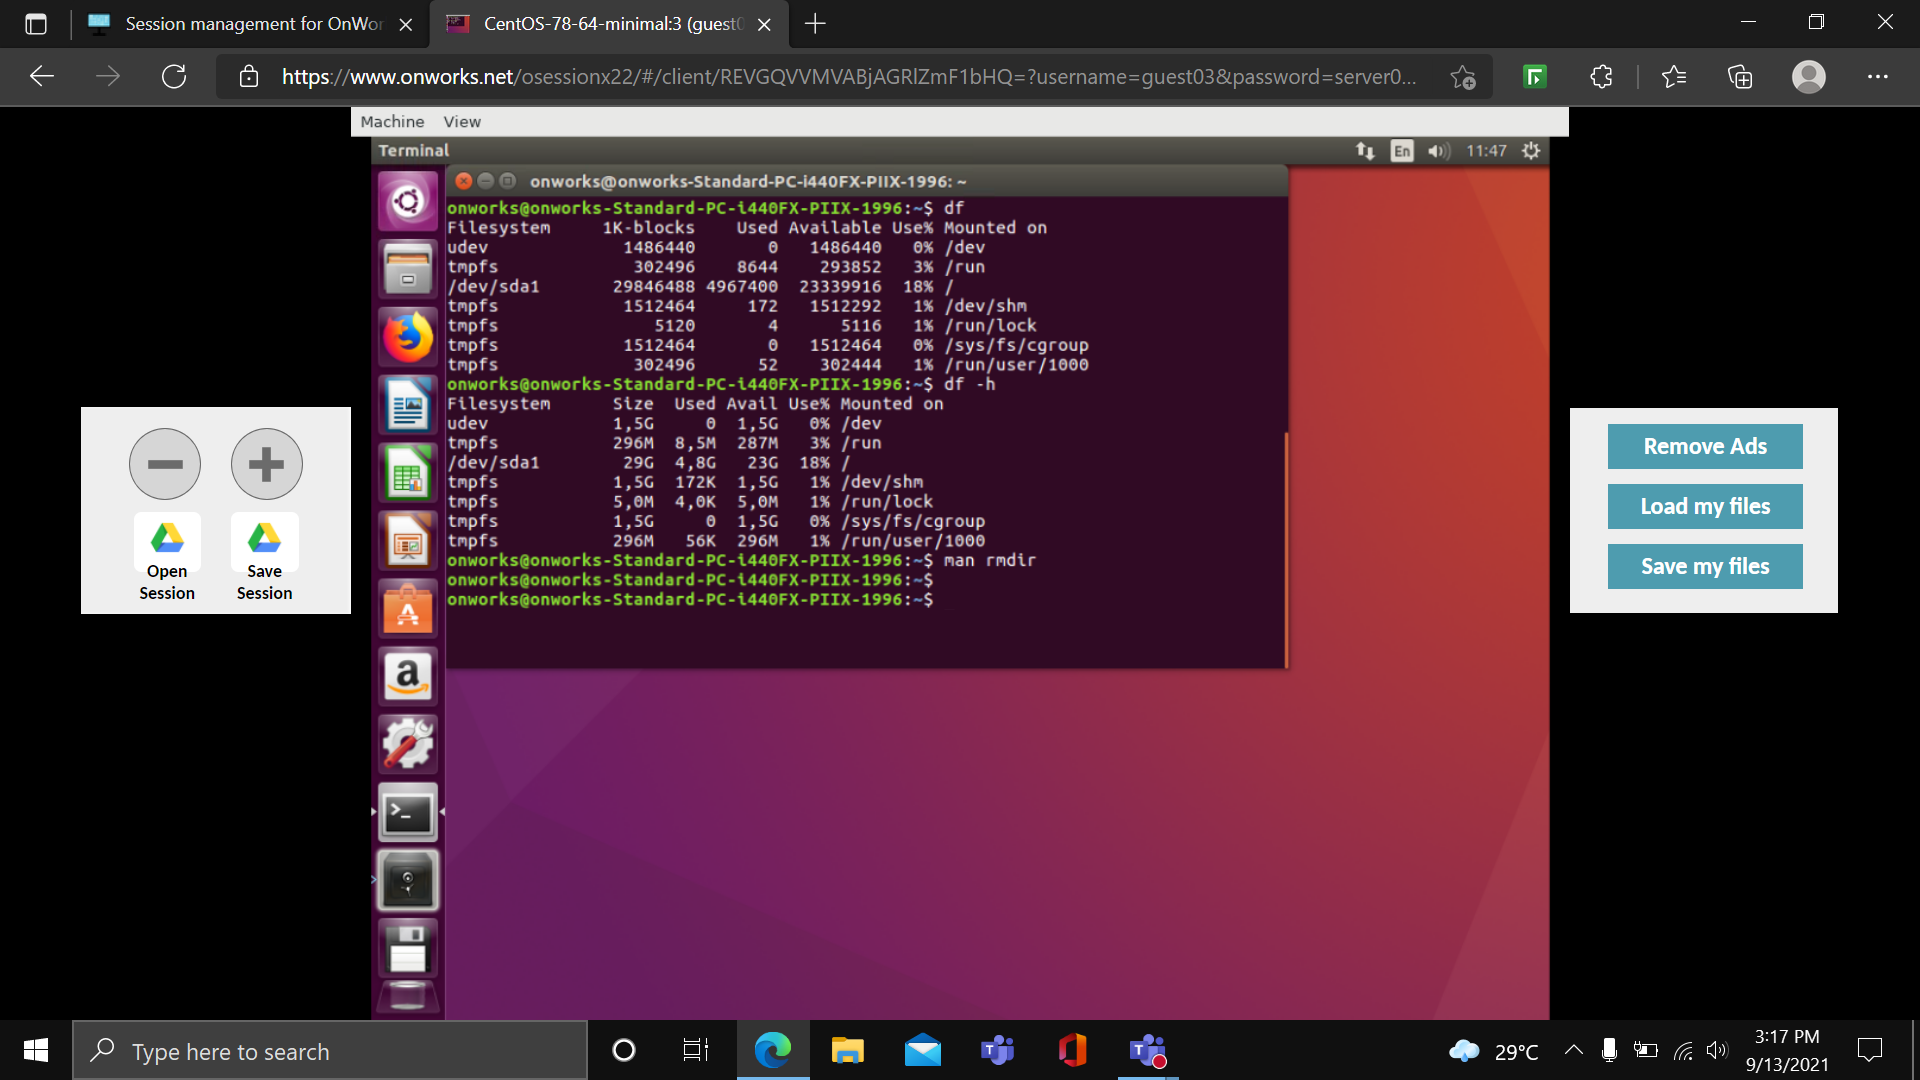 Session management for OnWor
CentOS-78-64-minimal:3 (guest0
https://www.onworks.net/osessionx22/#/client/REVGQVVMVABjAGRlZmF1bHQ=?username=guest03&password=server0...
Machine View
Terminal
En
11:47
onworks@onworks-Standard-PC-i440FX-PIIX-1996: ~
onworks@onworks-Standard-PC-i440FX-PIIX-1996:~$ df
Filesystem 1K-blocks Used Available Use% Mounted on
udev 1486440 0 1486440 0% /dev
tmpfs 302496 8644 293852 3% /run
/dev/sda1 29846488 4967400 23339916 18% /
tmpfs 1512464 172 1512292 1% /dev/shm
tmpfs 5120 4 5116 1% /run/lock
tmpfs 1512464 0 1512464 0% /sys/fs/cgroup
tmpfs 302496 52 302444 1% /run/user/1000
onworks@onworks-Standard-PC-i440FX-PIIX-1996:~$ df -h
Filesystem Size Used Avail Use% Mounted on
udev 1,5G 0 1,5G 0% /dev
tmpfs 296M 8,5M 287M 3% /run
/dev/sda1 29G 4,8G 23G 18% /
tmpfs 1,5G 172K 1,5G 1% /dev/shm
tmpfs 5,0M 4,0K 5,0M 1% /run/lock
tmpfs 1,5G 0 1,5G 0% /sys/fs/cgroup
tmpfs 296M 56K 296M 1% /run/user/1000
onworks@onworks-Standard-PC-i440FX-PIIX-1996:~$ man rmdir
onworks@onworks-Standard-PC-i440FX-PIIX-1996:~$
onworks@onworks-Standard-PC-i440FX-PIIX-1996:~$
Open
Session
Save
Session
Remove Ads
Load my files
Save my files
Type here to search
29°C
3:17 PM
9/13/2021